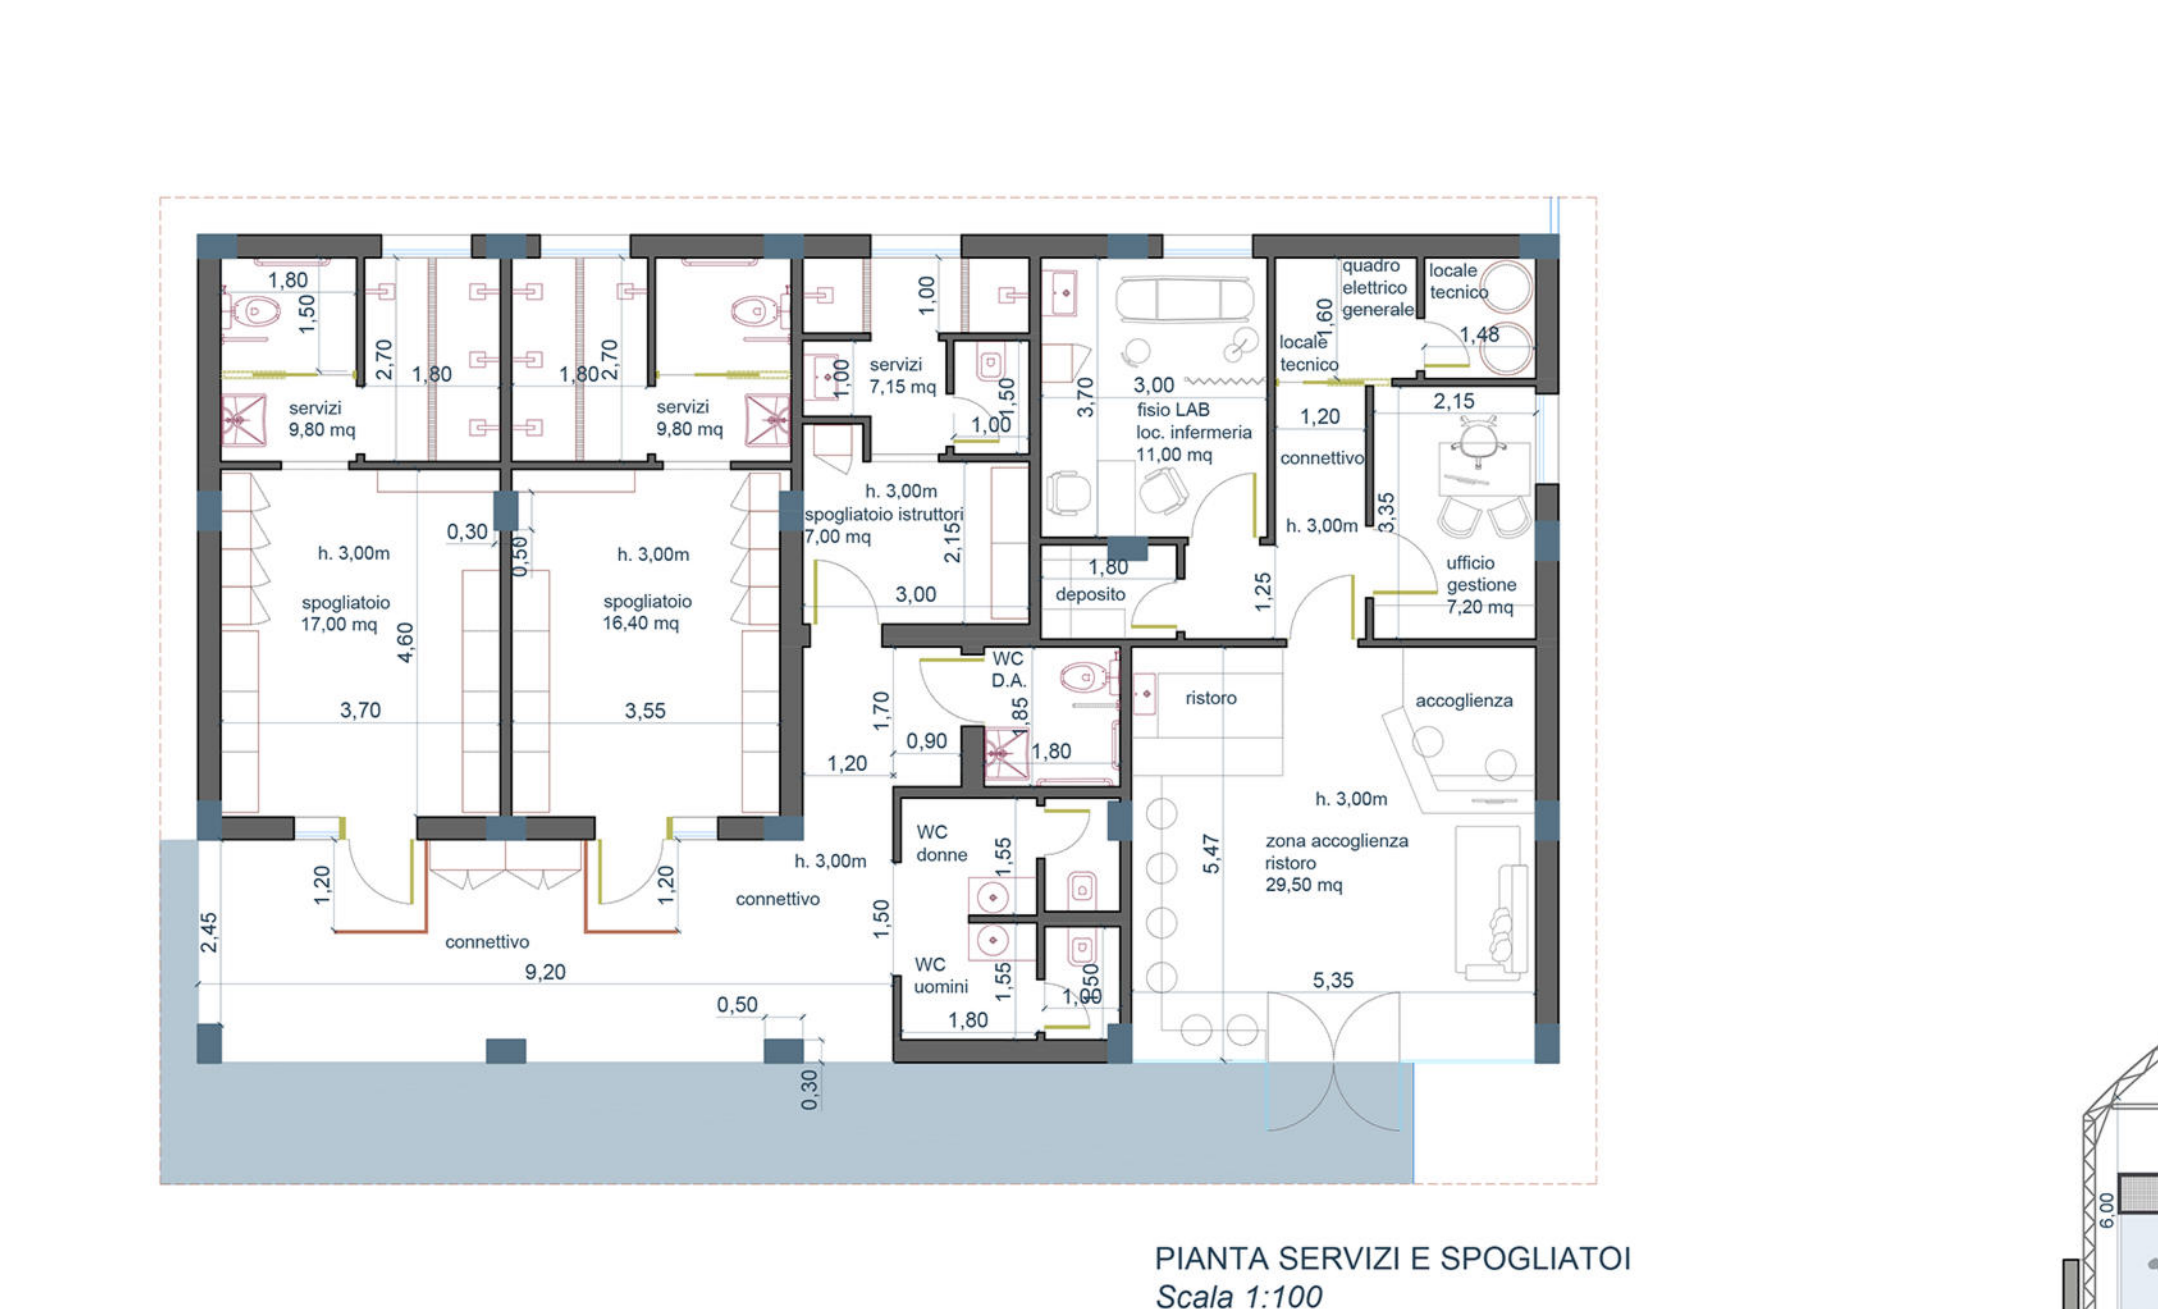 quadro
elettrico
generale
locale
tecnico
1,80
1,50
1,00
1,60
1,48
locale
tecnico
2,70
1,80
1,80
2,70
1,00
servizi
7,15 mq
1,50
1,00
3,70
3,00
fisio LAB
loc. infermeria
11,00 mq
1,20
connettivo
2,15
servizi
9,80 mq
servizi
9,80 mq
h. 3,00m
spogliatoio istruttori
7,00 mq
2,15
3,00
h. 3,00m
3,35
0,30
0,50
h. 3,00m
spogliatoio
17,00 mq
4,60
3,70
h. 3,00m
spogliatoio
16,40 mq
3,55
1,80
deposito
1,25
ufficio
gestione
7,20 mq
WC
D.A.
1,85
1,80
1,70
0,90
1,20
ristoro
accoglienza
h. 3,00m
zona accoglienza
ristoro
29,50 mq
5,47
5,35
WC
donne
1,55
h. 3,00m
connettivo
1,50
1,20
1,20
2,45
connettivo
9,20
0,50
0,30
WC
uomini
1,55
1,80
1,50
1,00
6,00
PIANTA SERVIZI E SPOGLIATOI
Scala 1:100